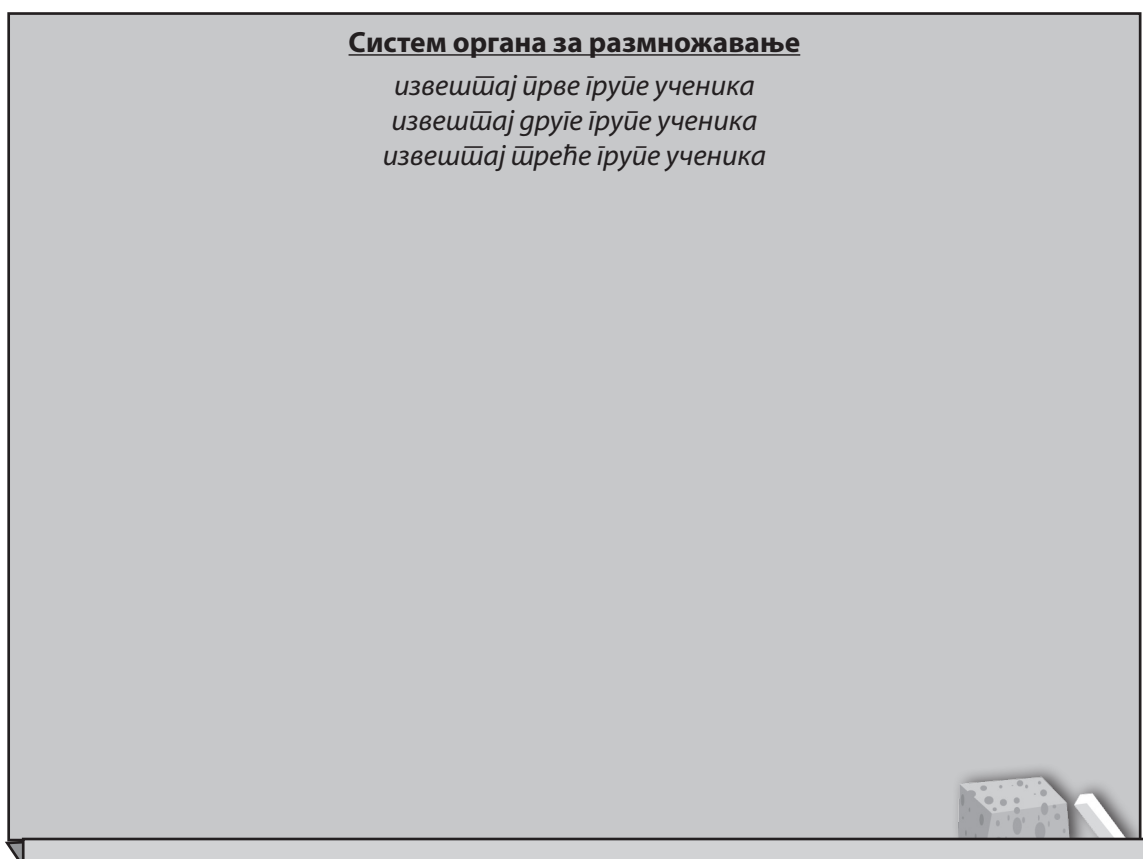 Систем органа за размножавање
извештај прве групе ученика
извештај друге групе ученика
извештај треће групе ученика